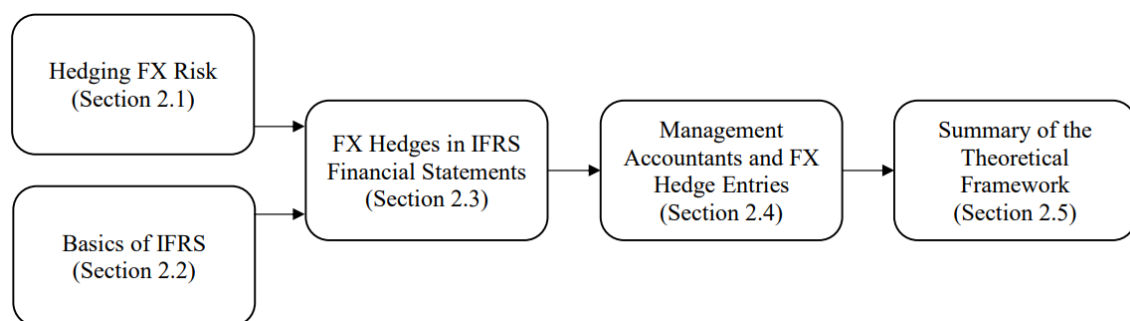 Hedging FX Risk
(Section 2.1)
Basics of IFRS
(Section 2.2)
FX Hedges in IFRS
Financial Statements
(Section 2.3)
Management
Accountants and FX
Hedge Entries
(Section 2.4)
Summary of the
Theoretical
Framework
(Section 2.5)